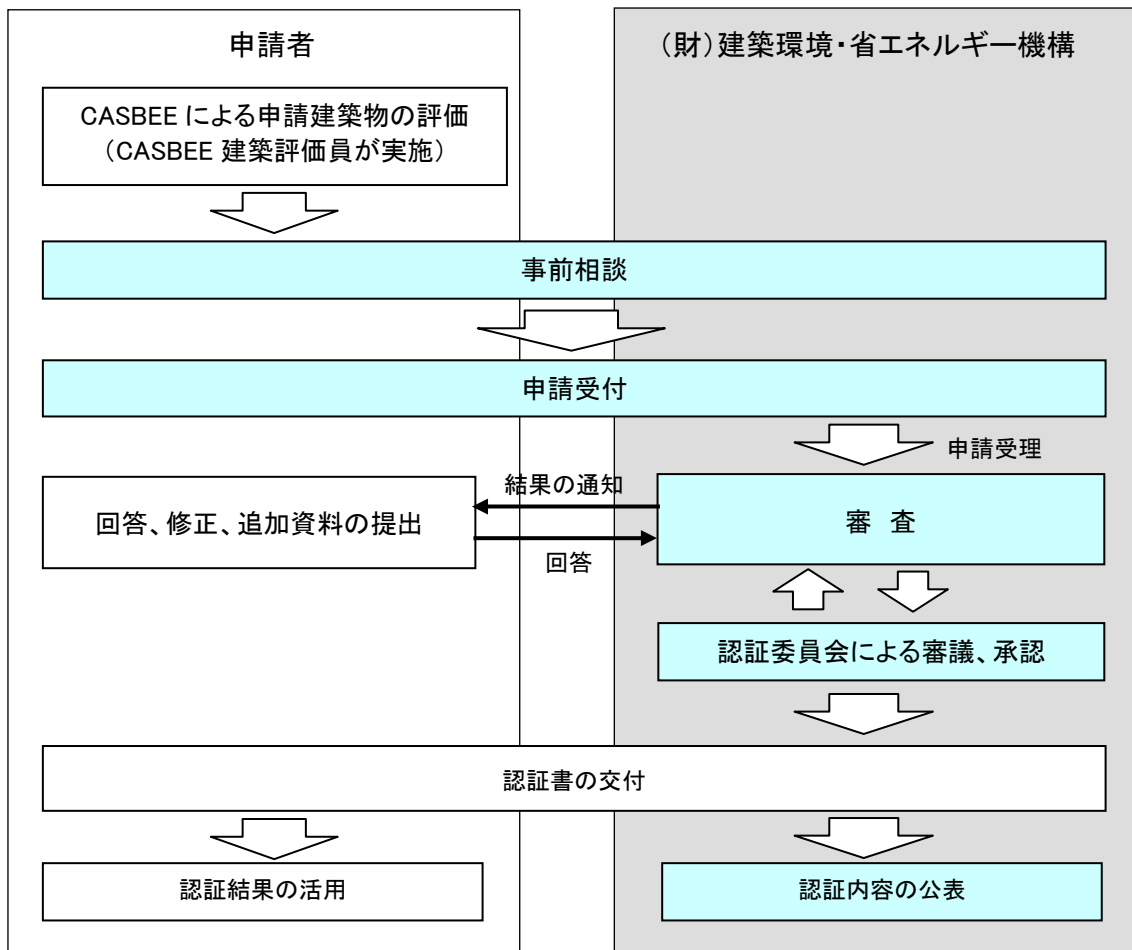 申請者
(財)建築環境・省エネルギー機構
CASBEE による申請建築物の評価
(CASBEE 建築評価員が実施)
事前相談
申請受付
申請受理
結果の通知
回答、修正、追加資料の提出
審 査
回答
認証委員会による審議、承認
認証書の交付
認証結果の活用
認証内容の公表